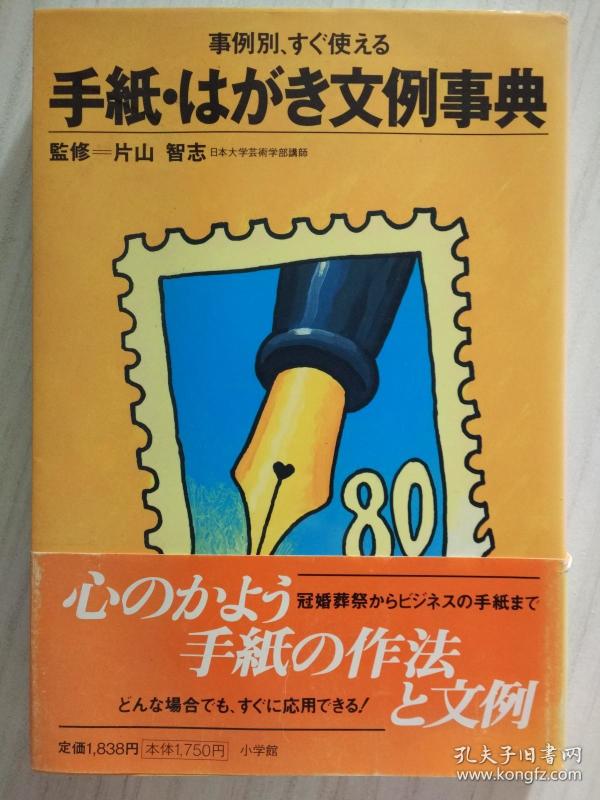 事例別、すぐ使える
手紙・はがき文例事典
監修＝片山 智志 日本大学芸術学部講師
80
心のかよう
冠婚葬祭からビジネスの手紙まで
手紙の作法
と文例
どんな場合でも、すぐに応用できる！
定価1,838円 本体1,750円 小学館
孔夫子旧书网
www.kongfz.com